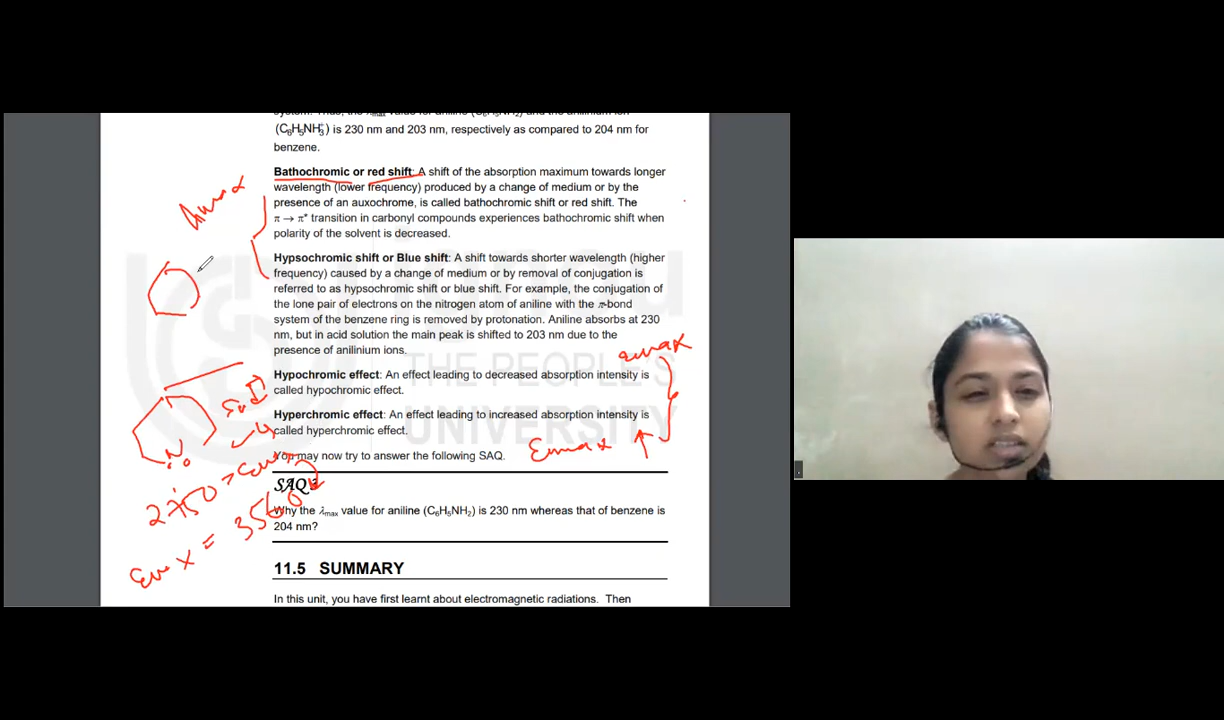 (C₆H₅NH₃⁺) is 230 nm and 203 nm, respectively as compared to 204 nm for
benzene.
Bathochromic or red shift: A shift of the absorption maximum towards longer
wavelength (lower frequency) produced by a change of medium or by the
presence of an auxochrome, is called bathochromic shift or red shift. The
π → π* transition in carbonyl compounds experiences bathochromic shift when
polarity of the solvent is decreased.
Hypsochromic shift or Blue shift: A shift towards shorter wavelength (higher
frequency) caused by a change of medium or by removal of conjugation is
referred to as hypsochromic shift or blue shift. For example, the conjugation of
the lone pair of electrons on the nitrogen atom of aniline with the π-bond
system of the benzene ring is removed by protonation. Aniline absorbs at 230
nm, but in acid solution the main peak is shifted to 203 nm due to the
presence of anilinium ions.
εmax
THE PEOPLE'S
UNIVERSITY
Hypochromic effect: An effect leading to decreased absorption intensity is
called hypochromic effect.
Hyperchromic effect: An effect leading to increased absorption intensity is
called hyperchromic effect.
Emax ↑
You may now try to answer the following SAQ.
N
2750
3560
SAQ
Why the λmax value for aniline (C₆H₅NH₂) is 230 nm whereas that of benzene is
204 nm?
11.5 SUMMARY
In this unit, you have first learnt about electromagnetic radiations. Then